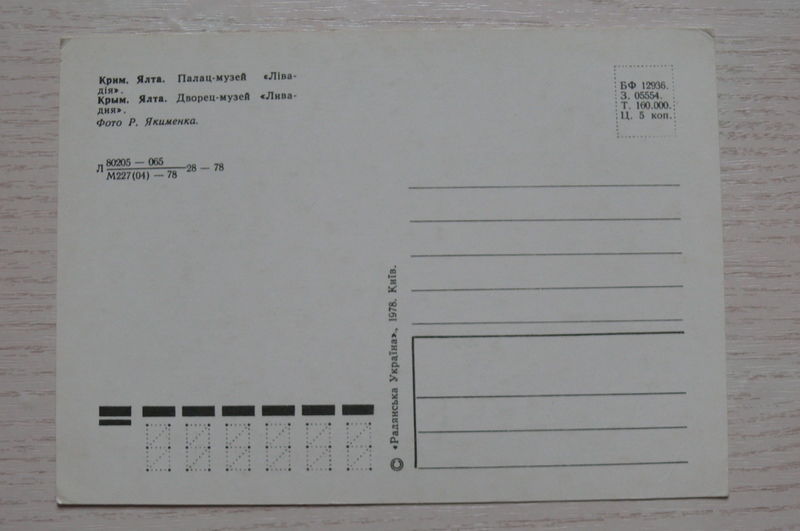 Крим. Ялта. Палац-музей «Ліва-
дія».
Крым. Ялта. Дворец-музей «Лива-
дия».
Фото Р. Якименка.
Л 80205 — 065
М227(04) — 78 28 — 78
БФ 12936.
З. 05554.
Т. 160.000.
Ц. 5 коп.
© «Радянська Україна», 1978. Київ.